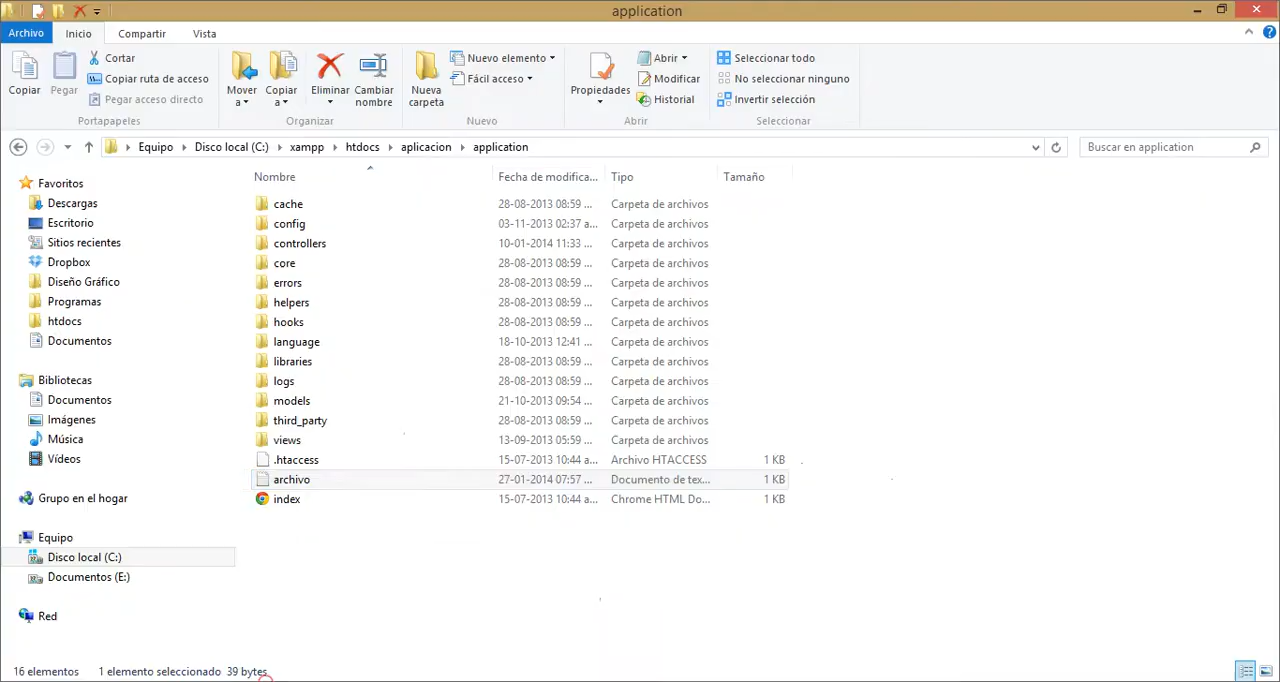 application
Archivo Inicio Compartir Vista
Copiar
Pegar
Cortar
Copiar ruta de acceso
Pegar acceso directo
Portapapeles
Mover a
Copiar a
Eliminar
Cambiar nombre
Organizar
Nueva carpeta
Nuevo elemento
Fácil acceso
Nuevo
Propiedades
Abrir
Modificar
Historial
Abrir
Seleccionar todo
No seleccionar ninguno
Invertir selección
Seleccionar
Equipo Disco local (C:) xampp htdocs aplicacion application
Buscar en application
Favoritos
Descargas
Escritorio
Sitios recientes
Dropbox
Diseño Gráfico
Programas
htdocs
Documentos
Bibliotecas
Documentos
Imágenes
Música
Vídeos
Grupo en el hogar
Equipo
Disco local (C:)
Documentos (E:)
Red
Nombre Fecha de modifica... Tipo Tamaño
cache 28-08-2013 08:59 ... Carpeta de archivos
config 03-11-2013 02:37 a... Carpeta de archivos
controllers 10-01-2014 11:33 ... Carpeta de archivos
core 28-08-2013 08:59 ... Carpeta de archivos
errors 28-08-2013 08:59 ... Carpeta de archivos
helpers 28-08-2013 08:59 ... Carpeta de archivos
hooks 28-08-2013 08:59 ... Carpeta de archivos
language 18-10-2013 12:41 ... Carpeta de archivos
libraries 28-08-2013 08:59 ... Carpeta de archivos
logs 28-08-2013 08:59 ... Carpeta de archivos
models 21-10-2013 09:54 ... Carpeta de archivos
third_party 28-08-2013 08:59 ... Carpeta de archivos
views 13-09-2013 05:59 ... Carpeta de archivos
.htaccess 15-07-2013 10:44 a... Archivo HTACCESS 1 KB
archivo 27-01-2014 07:57 ... Documento de tex... 1 KB
index 15-07-2013 10:44 a... Chrome HTML Do... 1 KB
16 elementos 1 elemento seleccionado 39 bytes